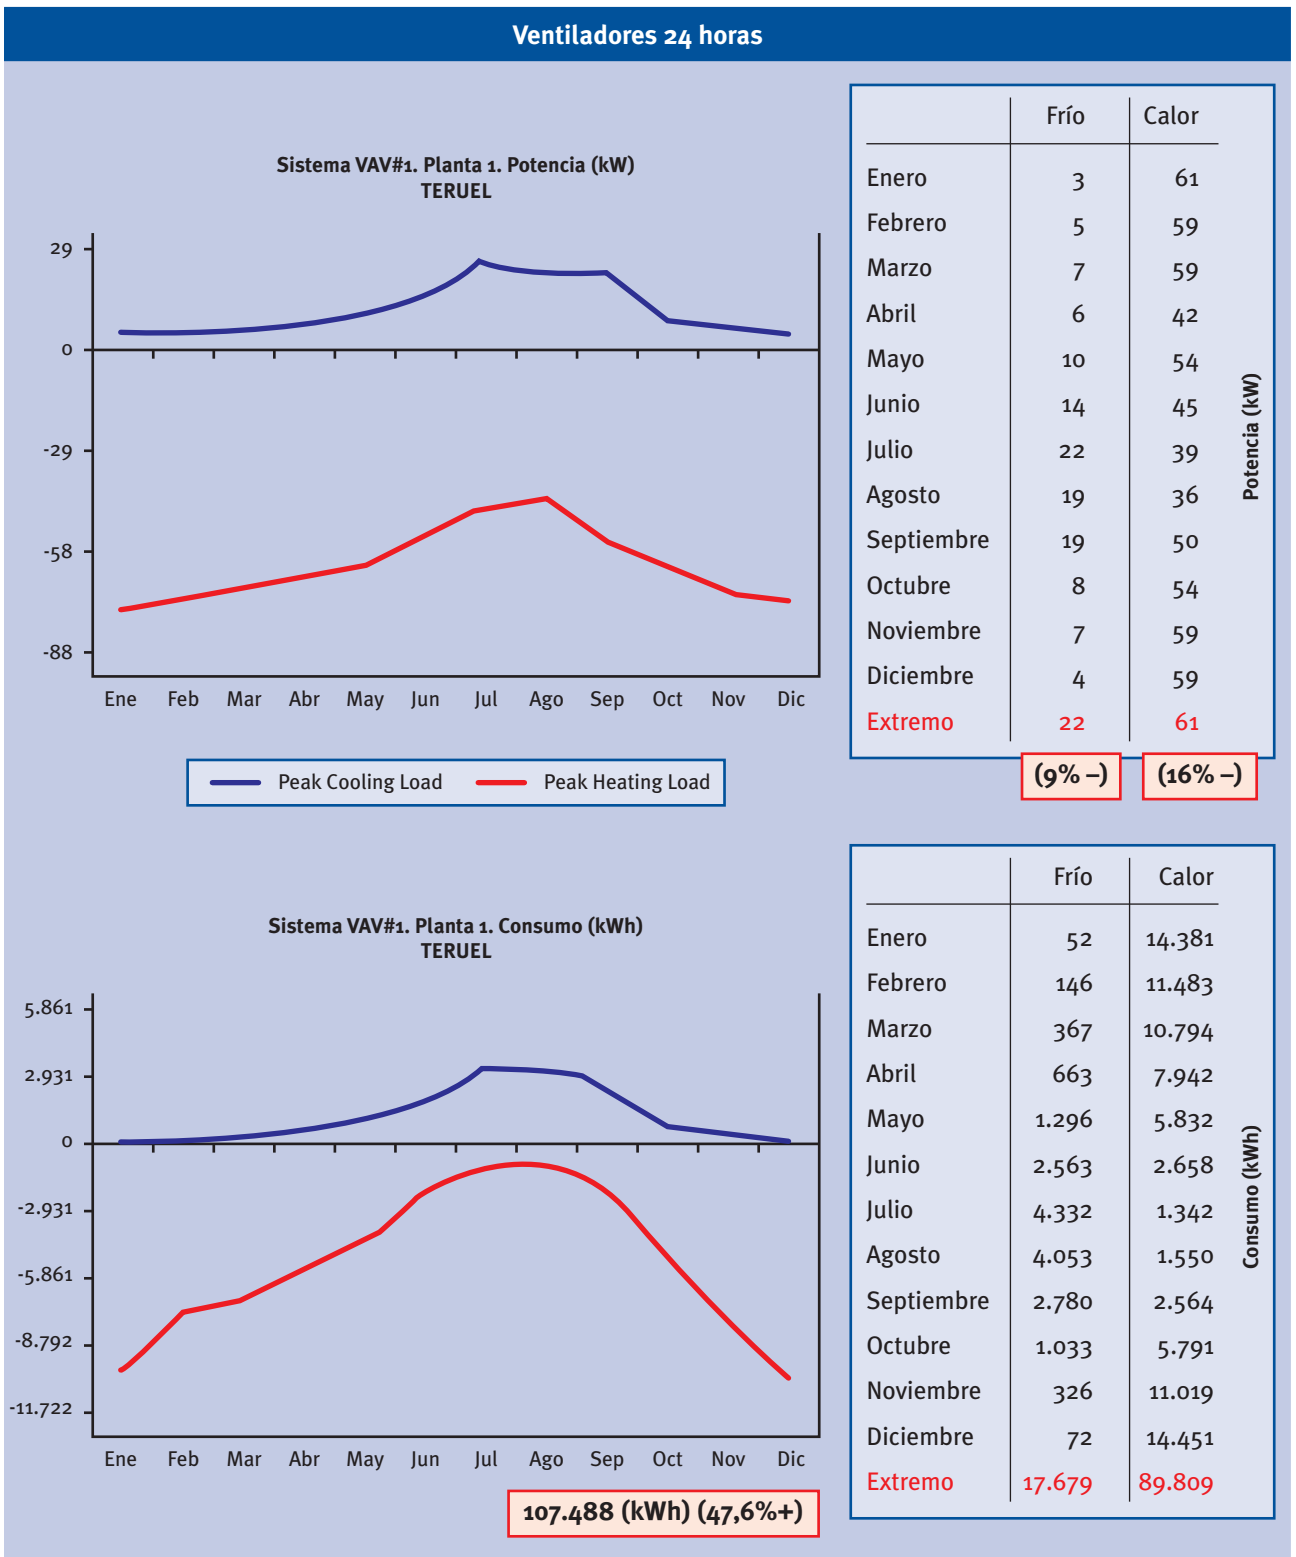 Ventiladores 24 horas
Sistema VAV#1. Planta 1. Potencia (kW)
TERUEL
29
0
-29
-58
-88
Ene Feb Mar Abr May Jun Jul Ago Sep Oct Nov Dic
Peak Cooling Load Peak Heating Load
Frío Calor
Enero 3 61
Febrero 5 59
Marzo 7 59
Abril 6 42
Mayo 10 54
Junio 14 45
Julio 22 39
Agosto 19 36
Septiembre 19 50
Octubre 8 54
Noviembre 7 59
Diciembre 4 59
Extremo 22 61
Potencia (kW)
(9% –) (16% –)
Sistema VAV#1. Planta 1. Consumo (kWh)
TERUEL
5.861
2.931
0
-2.931
-5.861
-8.792
-11.722
Ene Feb Mar Abr May Jun Jul Ago Sep Oct Nov Dic
107.488 (kWh) (47,6%+)
Frío Calor
Enero 52 14.381
Febrero 146 11.483
Marzo 367 10.794
Abril 663 7.942
Mayo 1.296 5.832
Junio 2.563 2.658
Julio 4.332 1.342
Agosto 4.053 1.550
Septiembre 2.780 2.564
Octubre 1.033 5.791
Noviembre 326 11.019
Diciembre 72 14.451
Extremo 17.679 89.809
Consumo (kWh)